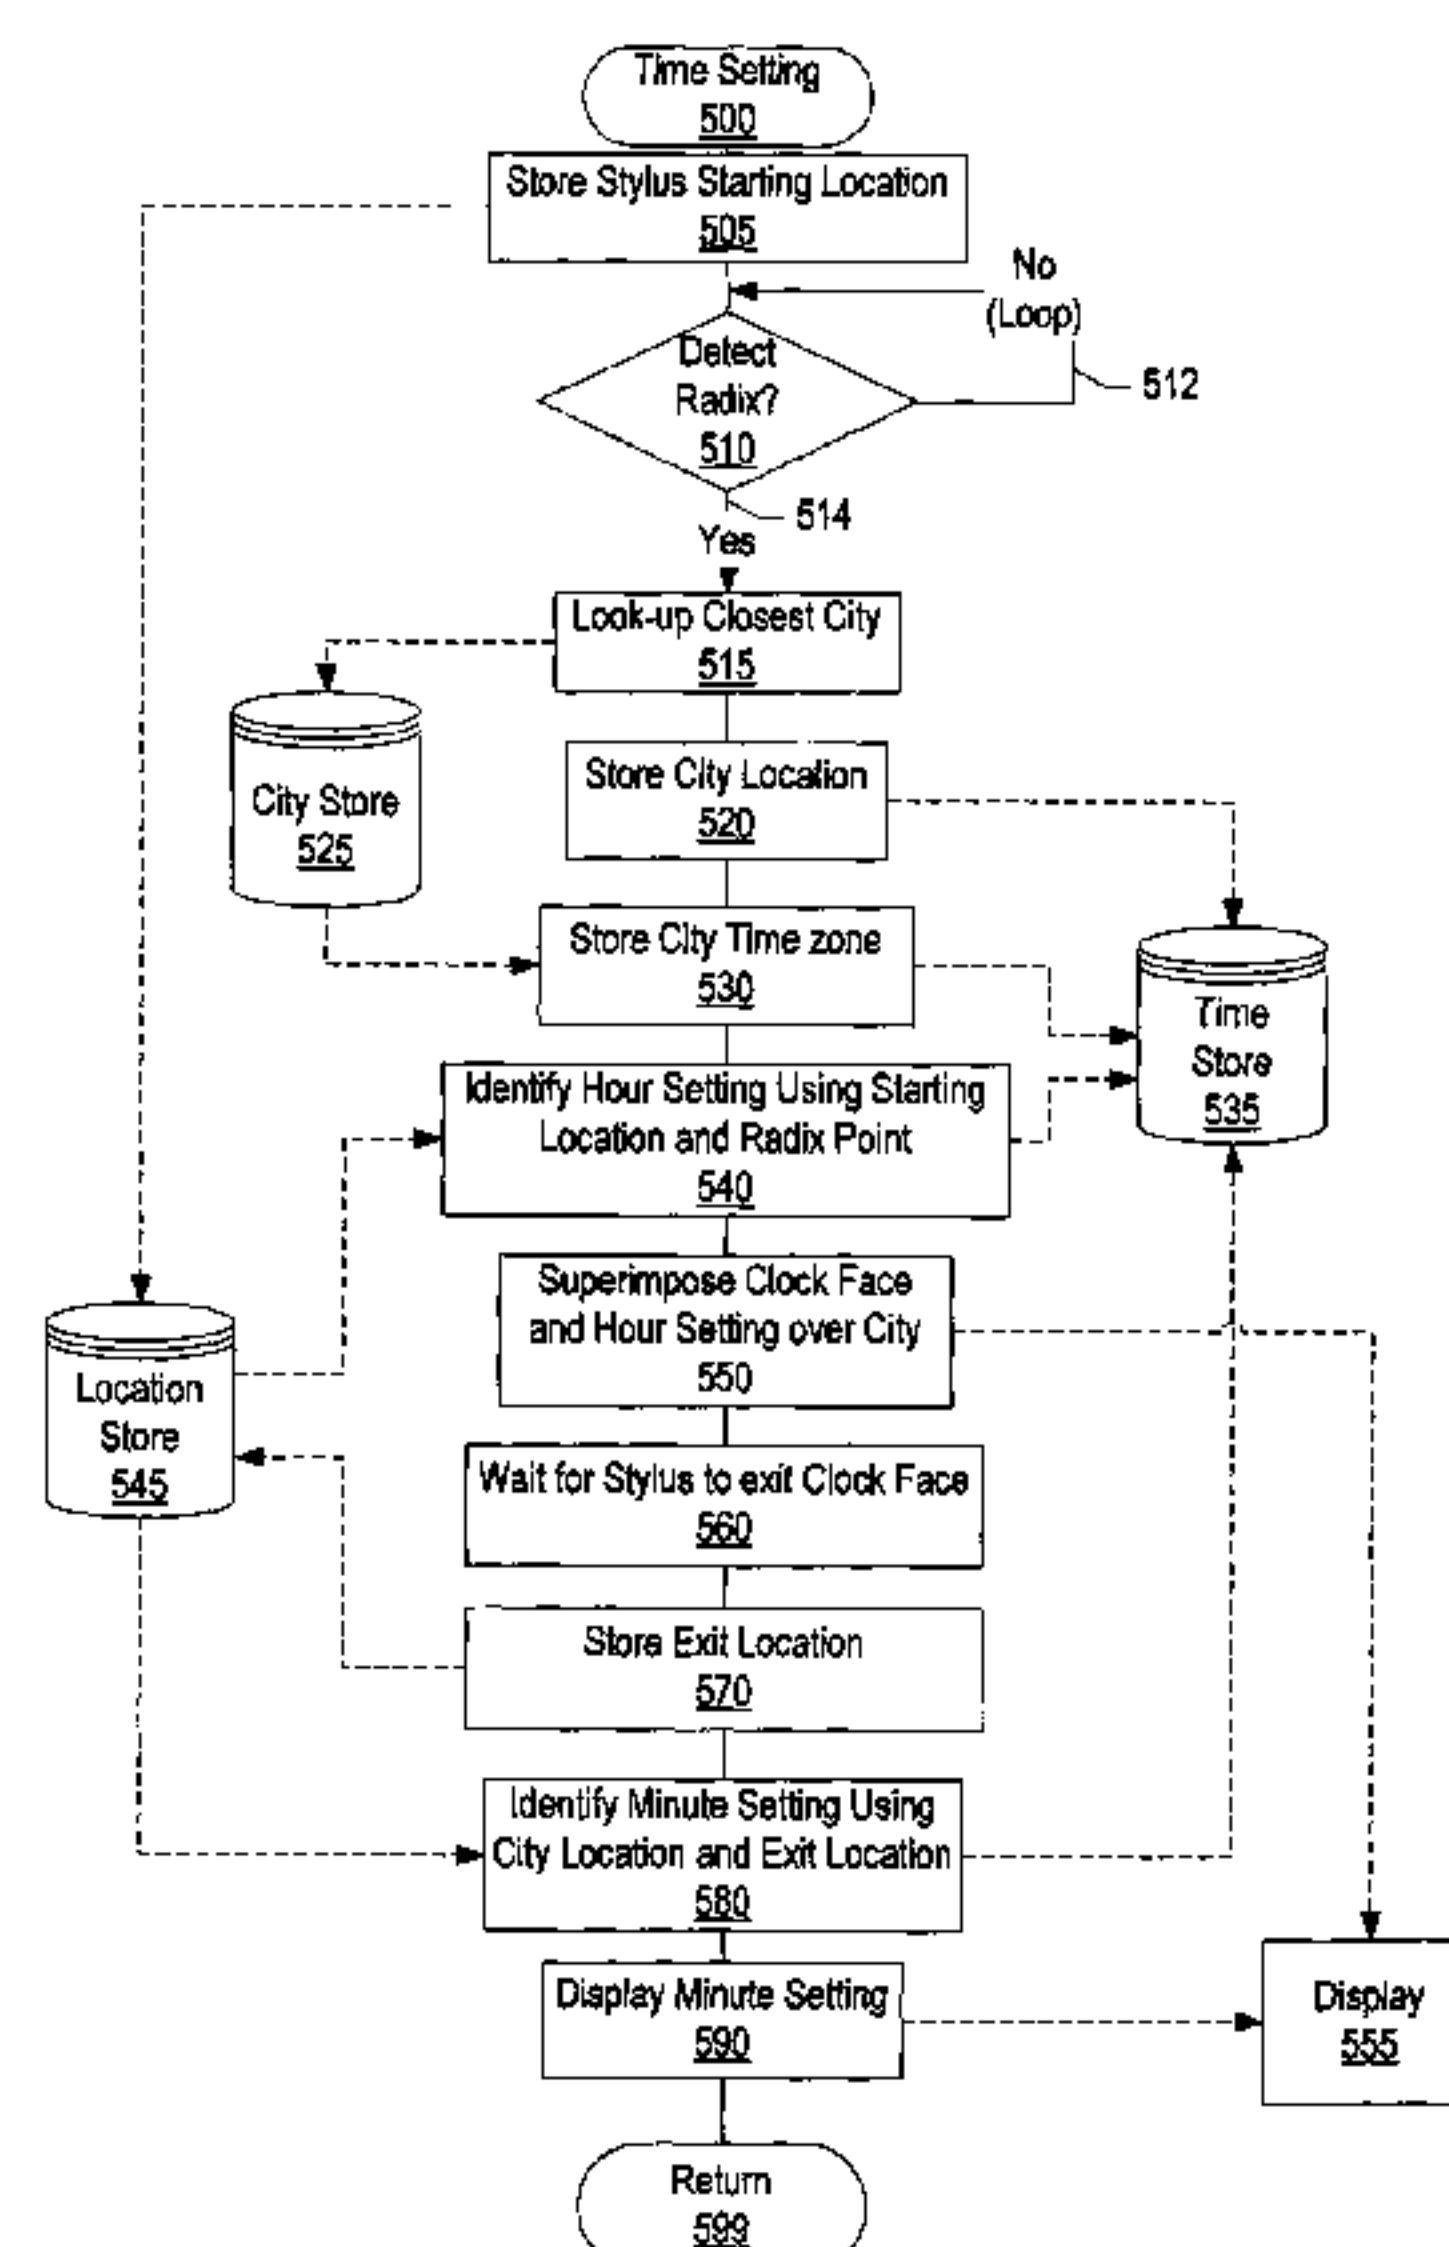 Time Setting
500
Store Stylus Starting Location
505
No
(Loop)
Detect
Radix?
510
512
514
Yes
Look-up Closest City
515
City Store
525
Store City Location
520
Store City Time zone
530
Time
Store
535
Identify Hour Setting Using Starting
Location and Radix Point
540
Superimpose Clock Face
and Hour Setting over City
550
Location
Store
545
Wait for Stylus to exit Clock Face
560
Store Exit Location
570
Identify Minute Setting Using
City Location and Exit Location
580
Display Minute Setting
590
Display
555
Return
599